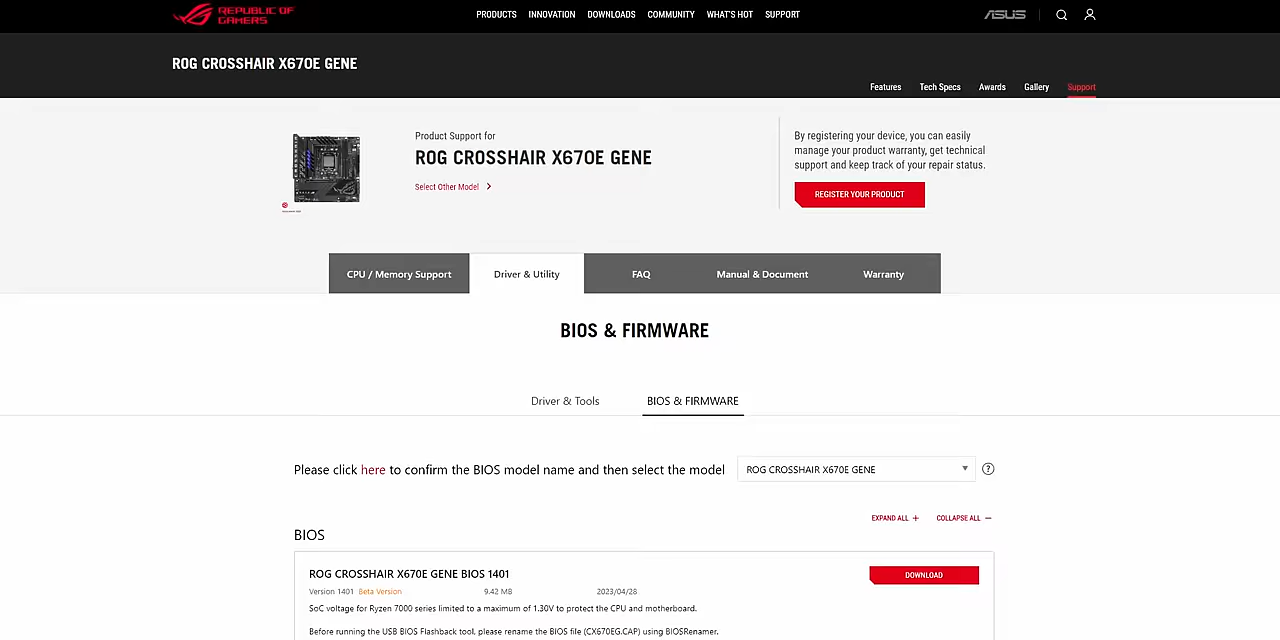 REPUBLIC OF
GAMERS
PRODUCTS INNOVATION DOWNLOADS COMMUNITY WHAT'S HOT SUPPORT
ASUS
ROG CROSSHAIR X670E GENE
Features Tech Specs Awards Gallery Support
Product Support for
ROG CROSSHAIR X670E GENE
Select Other Model
By registering your device, you can easily
manage your product warranty, get technical
support and keep track of your repair status.
REGISTER YOUR PRODUCT
CPU / Memory Support Driver & Utility FAQ Manual & Document Warranty
BIOS & FIRMWARE
Driver & Tools BIOS & FIRMWARE
Please click here to confirm the BIOS model name and then select the model ROG CROSSHAIR X670E GENE ?
EXPAND ALL + COLLAPSE ALL −
BIOS
ROG CROSSHAIR X670E GENE BIOS 1401
DOWNLOAD
Version 1401 Beta Version 9.42 MB 2023/04/28
SoC voltage for Ryzen 7000 series limited to a maximum of 1.30V to protect the CPU and motherboard.
Before running the USB BIOS Flashback tool, please rename the BIOS file (CX670EG.CAP) using BIOSRenamer.